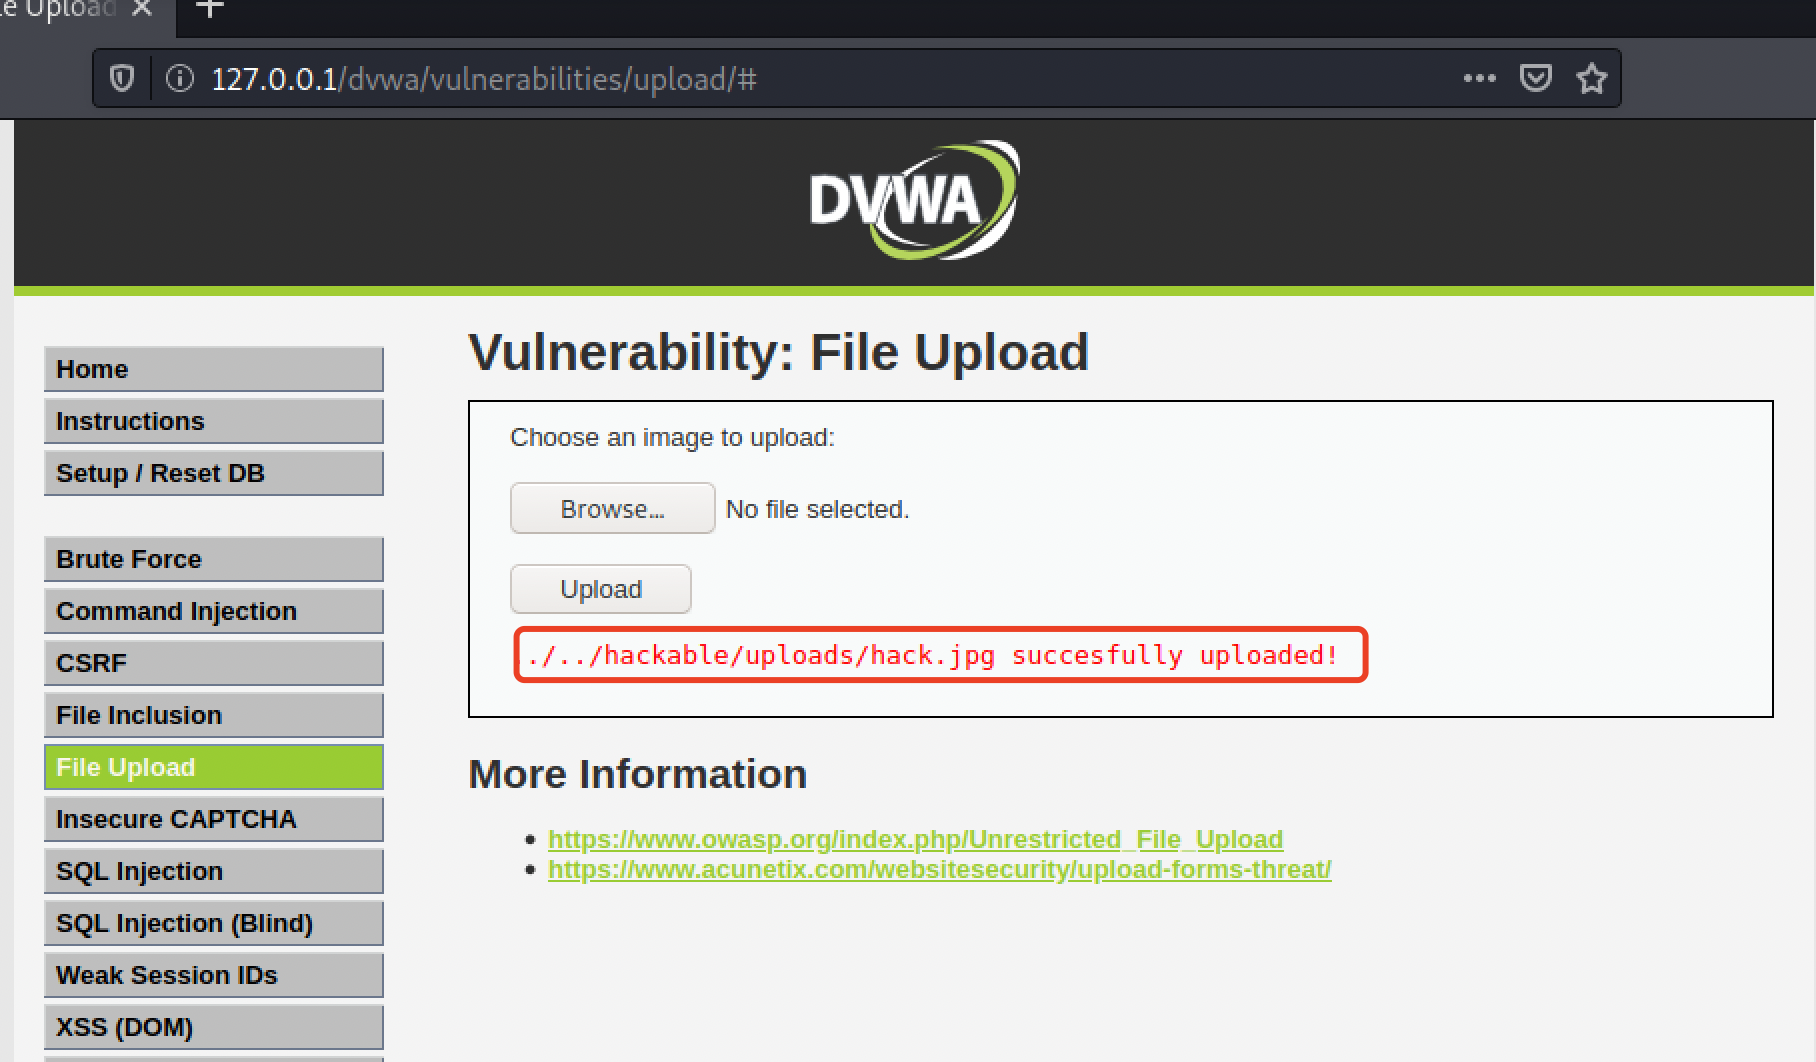 e Upload
127.0.0.1/dvwa/vulnerabilities/upload/#
DVWA
Home
Instructions
Setup / Reset DB
Brute Force
Command Injection
CSRF
File Inclusion
File Upload
Insecure CAPTCHA
SQL Injection
SQL Injection (Blind)
Weak Session IDs
XSS (DOM)
Vulnerability: File Upload
Choose an image to upload:
Browse... No file selected.
Upload
./../hackable/uploads/hack.jpg succesfully uploaded!
More Information
https://www.owasp.org/index.php/Unrestricted_File_Upload
https://www.acunetix.com/websitesecurity/upload-forms-threat/